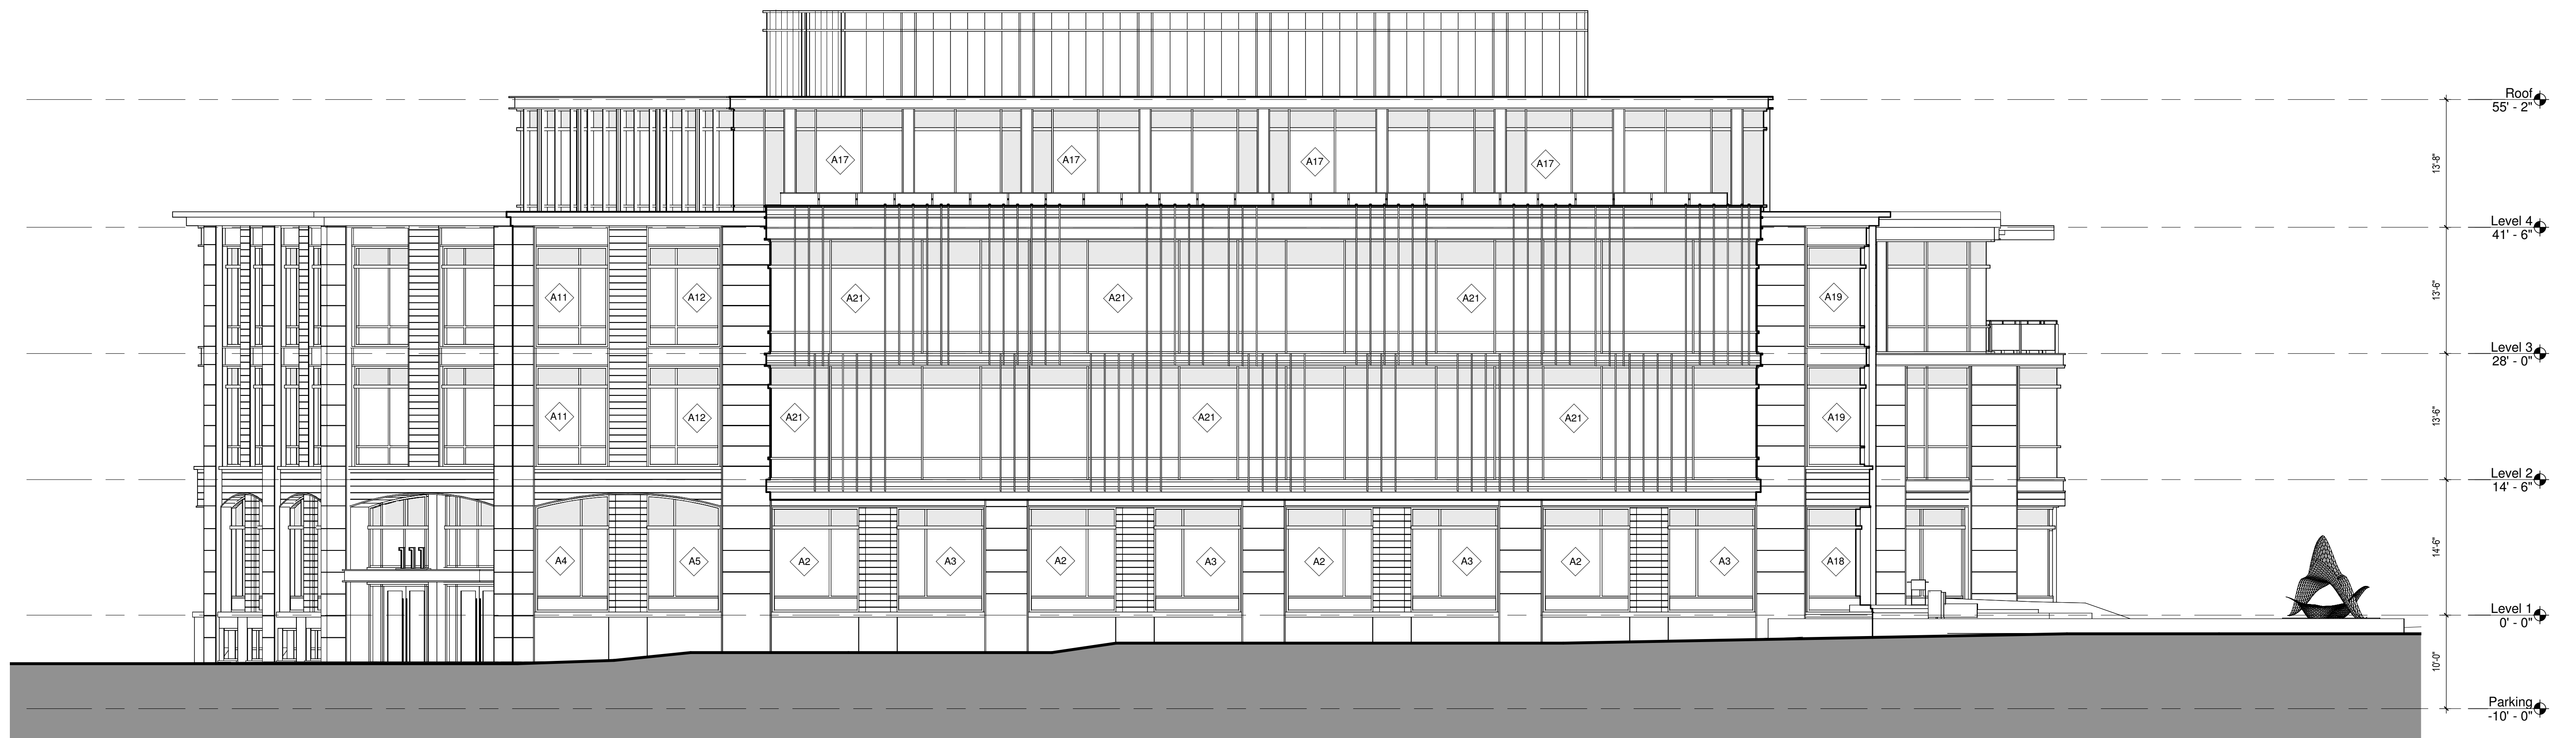 Roof
55' - 2"
13'-8"
A17 A17 A17 A17
Level 4
41' - 6"
13'-6"
A11 A12 A21 A21 A21 A19
Level 3
28' - 0"
13'-6"
A11 A12 A21 A21 A21 A19
Level 2
14' - 6"
14'-6"
111
A4 A5 A2 A3 A2 A3 A2 A3 A2 A3 A18
Level 1
0' - 0"
10'-0"
Parking
-10' - 0"